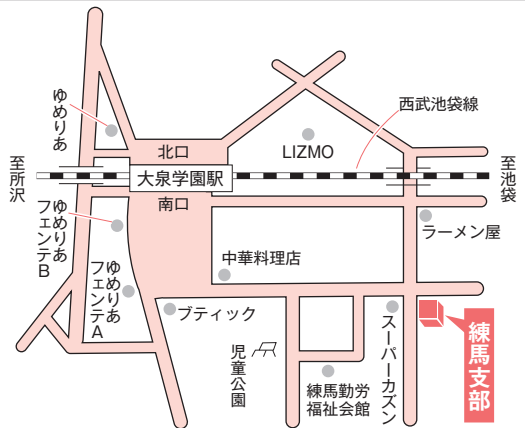 ゆめりあ
北口
LIZMO
西武池袋線
至所沢
大泉学園駅
至池袋
南口
ゆめりあ
フェンテB
ラーメン屋
中華料理店
ゆめりあ
フェンテA
ブティック
スーパーカズン
児童公園
練馬勤労
福祉会館
練馬支部